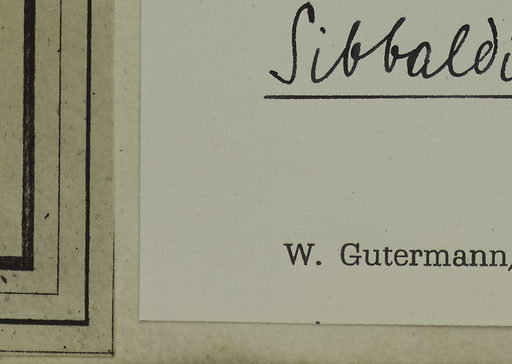 Sibbaldi
W. Gutermann,